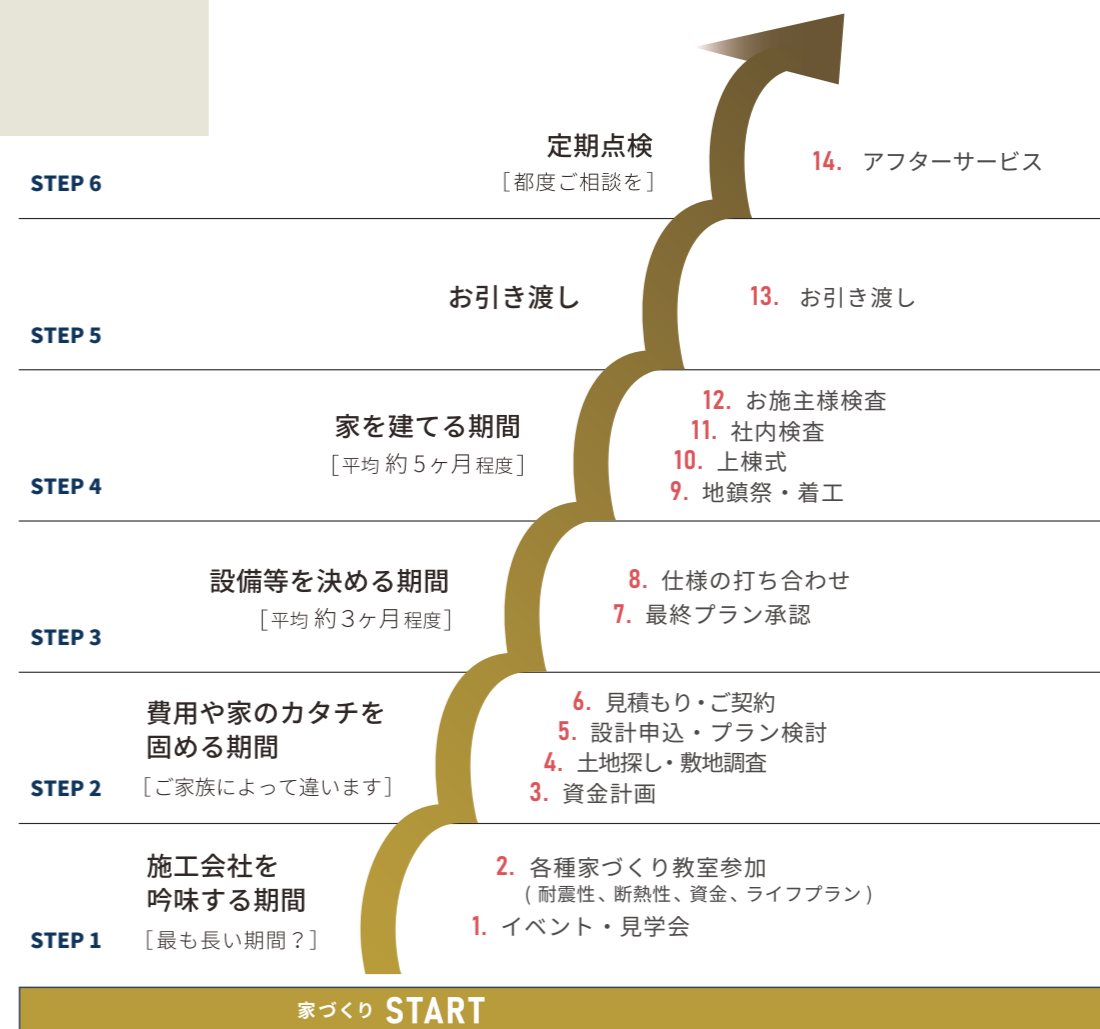 定期点検
[都度ご相談を]
STEP 6
14. アフターサービス
お引き渡し
STEP 5
13. お引き渡し
家を建てる期間
[平均 約 5ヶ月程度]
STEP 4
12. お施主様検査
11. 社内検査
10. 上棟式
9. 地鎮祭・着工
設備等を決める期間
[平均 約3ヶ月程度]
STEP 3
8. 仕様の打ち合わせ
7. 最終プラン承認
費用や家のカタチを
固める期間
[ご家族によって違います]
STEP 2
6. 見積もり・ご契約
5. 設計申込・プラン検討
4. 土地探し・敷地調査
3. 資金計画
施工会社を
吟味する期間
[最も長い期間？]
STEP 1
2. 各種家づくり教室参加
( 耐震性、断熱性、資金、ライフプラン )
1. イベント・見学会
家づくり START